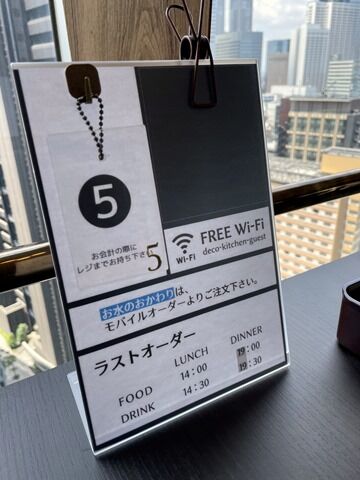 5
お会計の際に
レジまでお持ち下さい
5
Wi-Fi
FREE Wi-Fi
deco-kitchen-guest
お水のおかわりは、
モバイルオーダーよりご注文下さい。
ラストオーダー
LUNCH DINNER
FOOD 14:00 19:00
DRINK 14:30 19:30